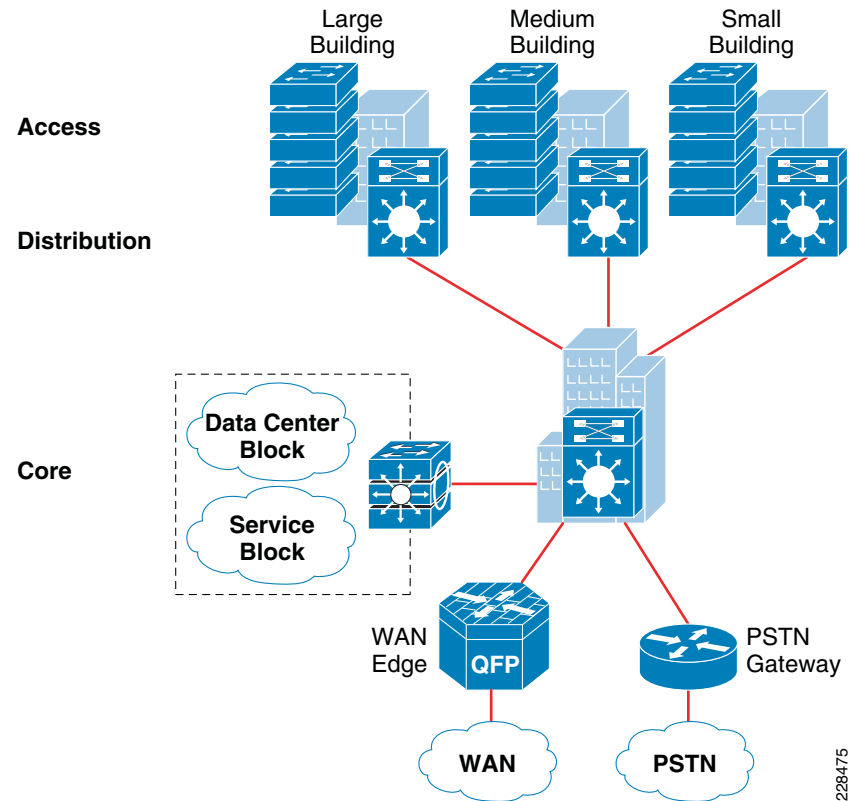 Large
Building
Medium
Building
Small
Building
Access
Distribution
Core
Data Center
Block
Service
Block
WAN
Edge
QFP
PSTN
Gateway
WAN
PSTN
228475